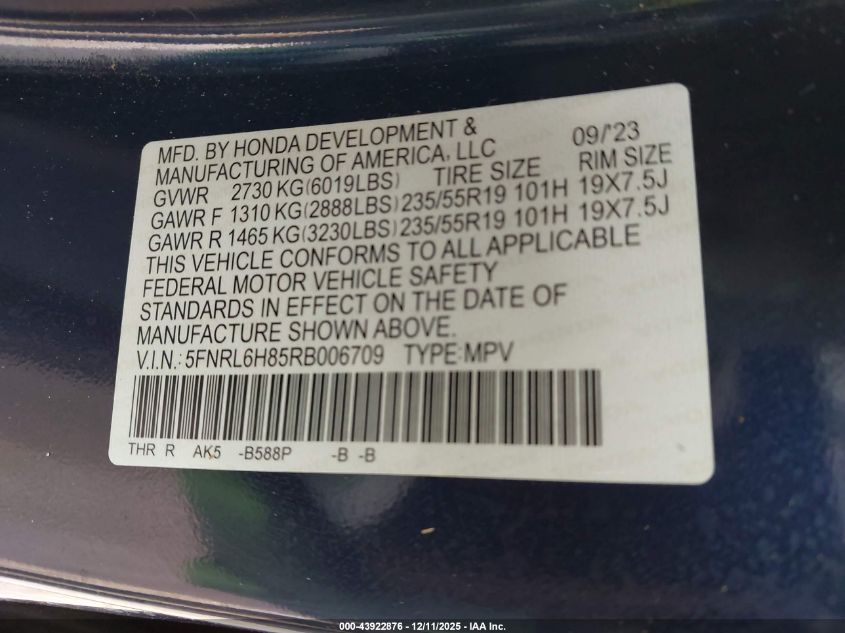 MFD. BY HONDA DEVELOPMENT & 09/'23
MANUFACTURING OF AMERICA, LLC
GVWR 2730 KG(6019LBS) TIRE SIZE RIM SIZE
GAWR F 1310 KG(2888LBS) 235/55R19 101H 19X7.5J
GAWR R 1465 KG(3230LBS) 235/55R19 101H 19X7.5J
THIS VEHICLE CONFORMS TO ALL APPLICABLE
FEDERAL MOTOR VEHICLE SAFETY
STANDARDS IN EFFECT ON THE DATE OF
MANUFACTURE SHOWN ABOVE.
V.I.N.: 5FNRL6H85RB006709 TYPE:MPV
THR R AK5 -B588P -B -B
000-43922876 - 12/11/2025 - IAA Inc.